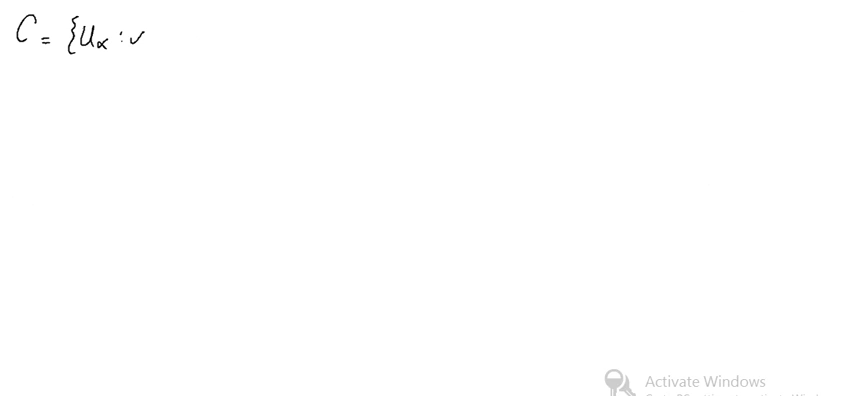 C = {U_α : 
Activate Windows